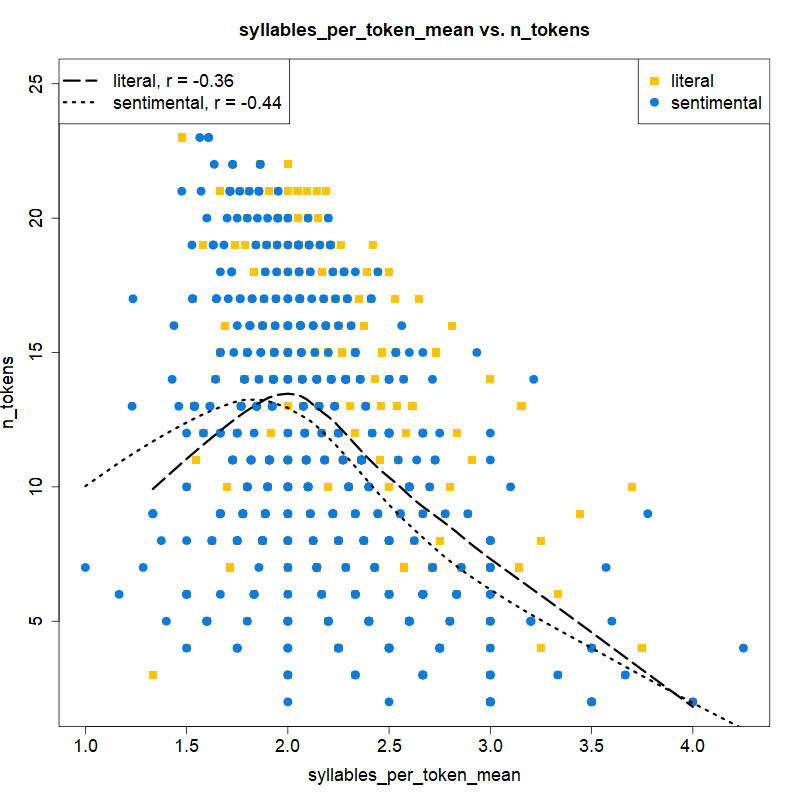 syllables_per_token_mean vs. n_tokens
literal, r = -0.36
sentimental, r = -0.44
literal
sentimental
25
20
15
10
5
n_tokens
1.0 1.5 2.0 2.5 3.0 3.5 4.0
syllables_per_token_mean